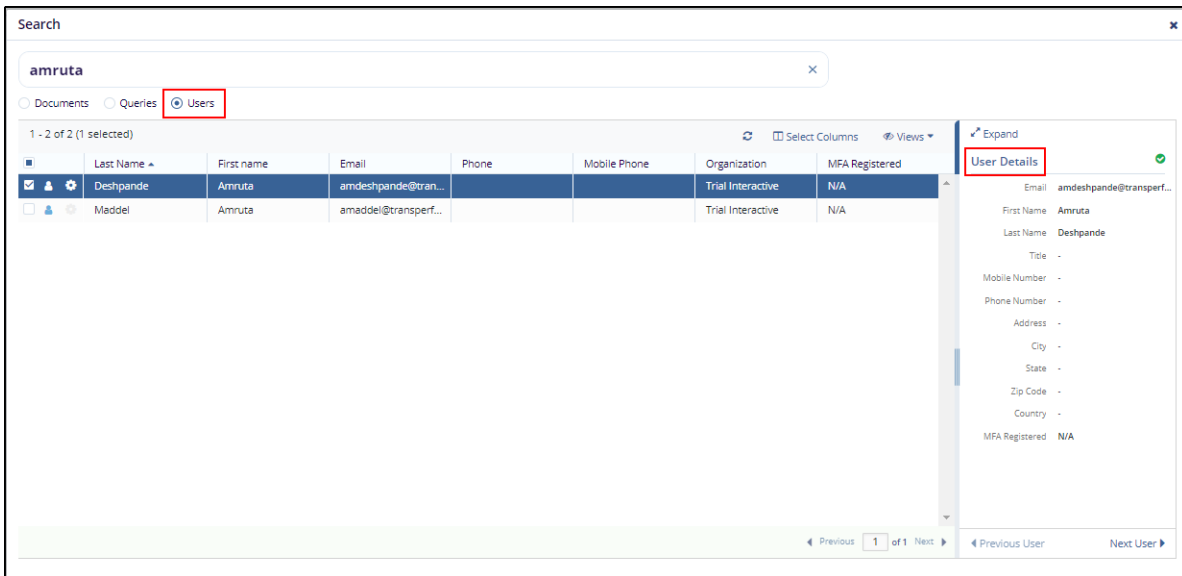 Search
amruta
Documents Queries Users
1 - 2 of 2 (1 selected) Select Columns Views
Last Name First name Email Phone Mobile Phone Organization MFA Registered
Deshpande Amruta amdeshpande@tran... Trial Interactive N/A
Maddel Amruta amaddel@transperf... Trial Interactive N/A
Previous 1 of 1 Next
Expand
User Details
Email amdeshpande@transperf...
First Name Amruta
Last Name Deshpande
Title -
Mobile Number -
Phone Number -
Address -
City -
State -
Zip Code -
Country -
MFA Registered N/A
Previous User Next User